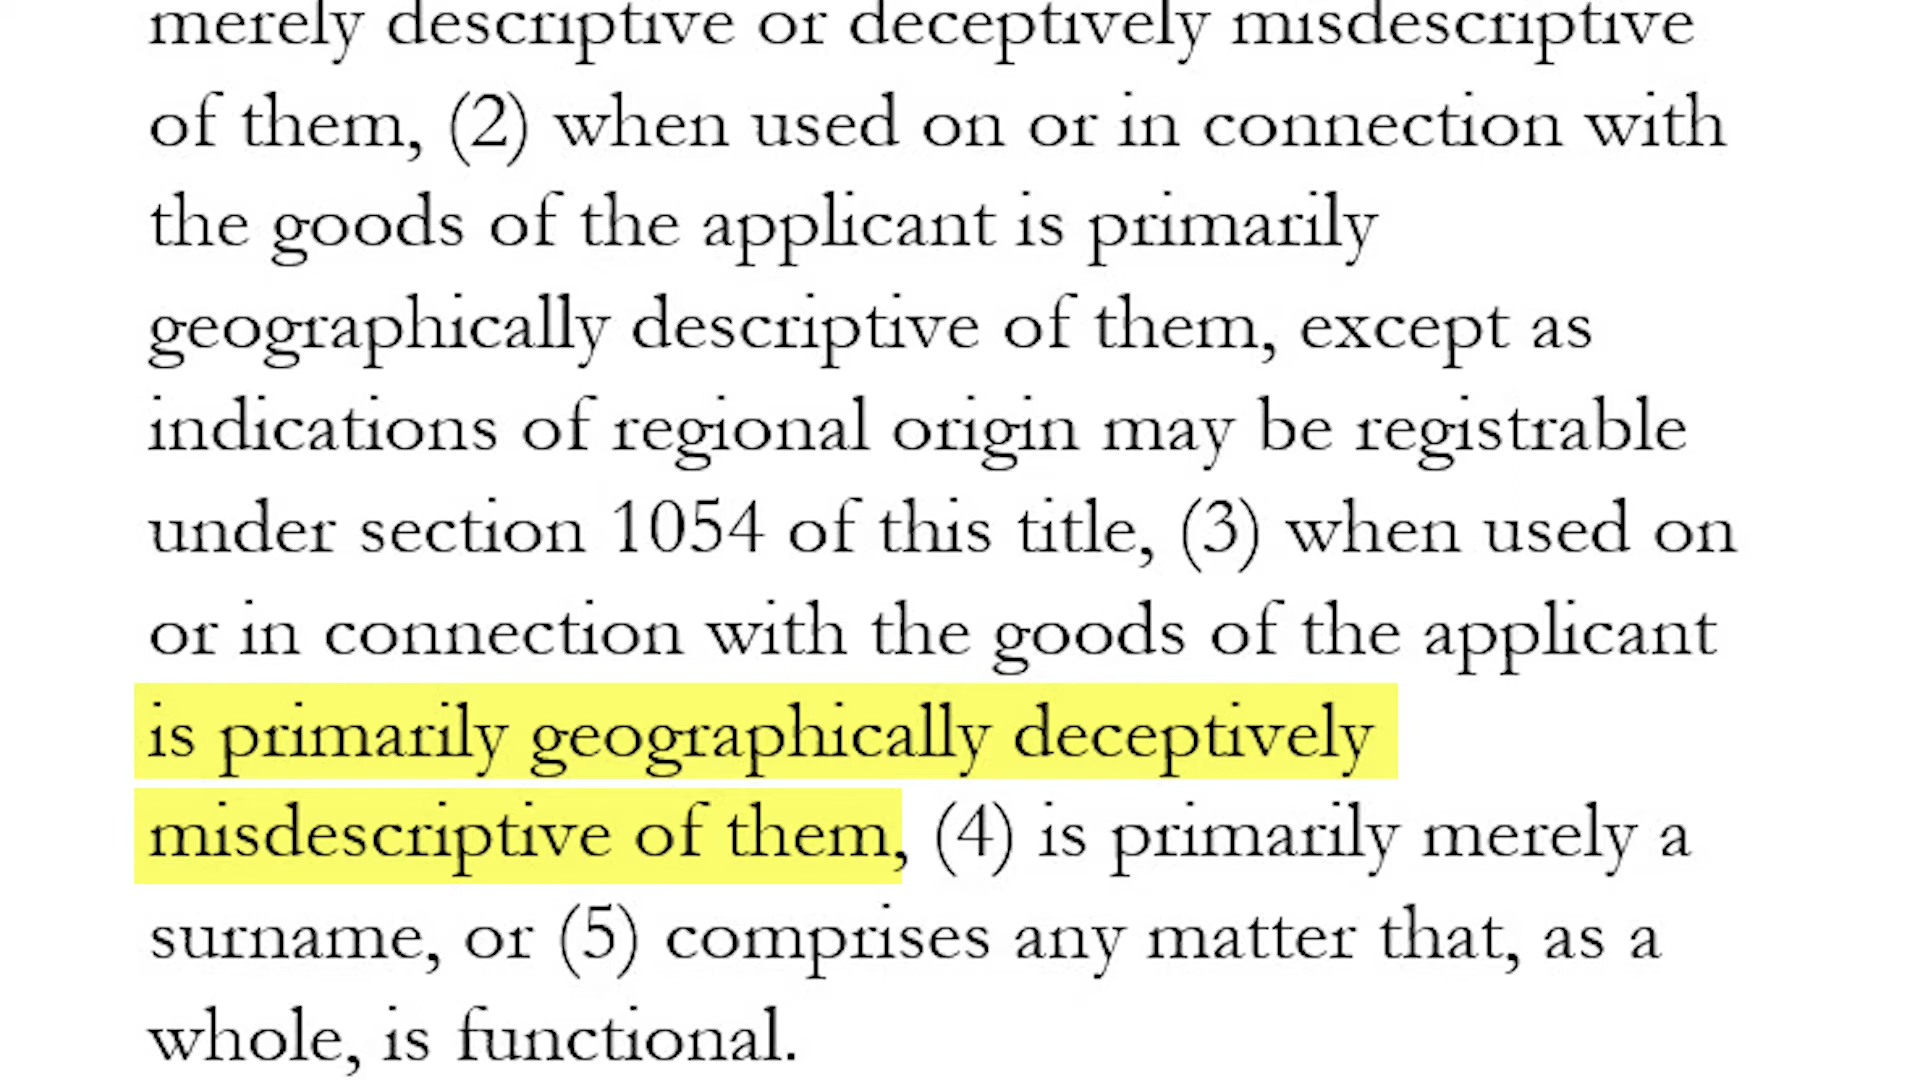 merely descriptive or deceptively misdescriptive
of them, (2) when used on or in connection with
the goods of the applicant is primarily
geographically descriptive of them, except as
indications of regional origin may be registrable
under section 1054 of this title, (3) when used on
or in connection with the goods of the applicant
is primarily geographically deceptively
misdescriptive of them, (4) is primarily merely a
surname, or (5) comprises any matter that, as a
whole, is functional.